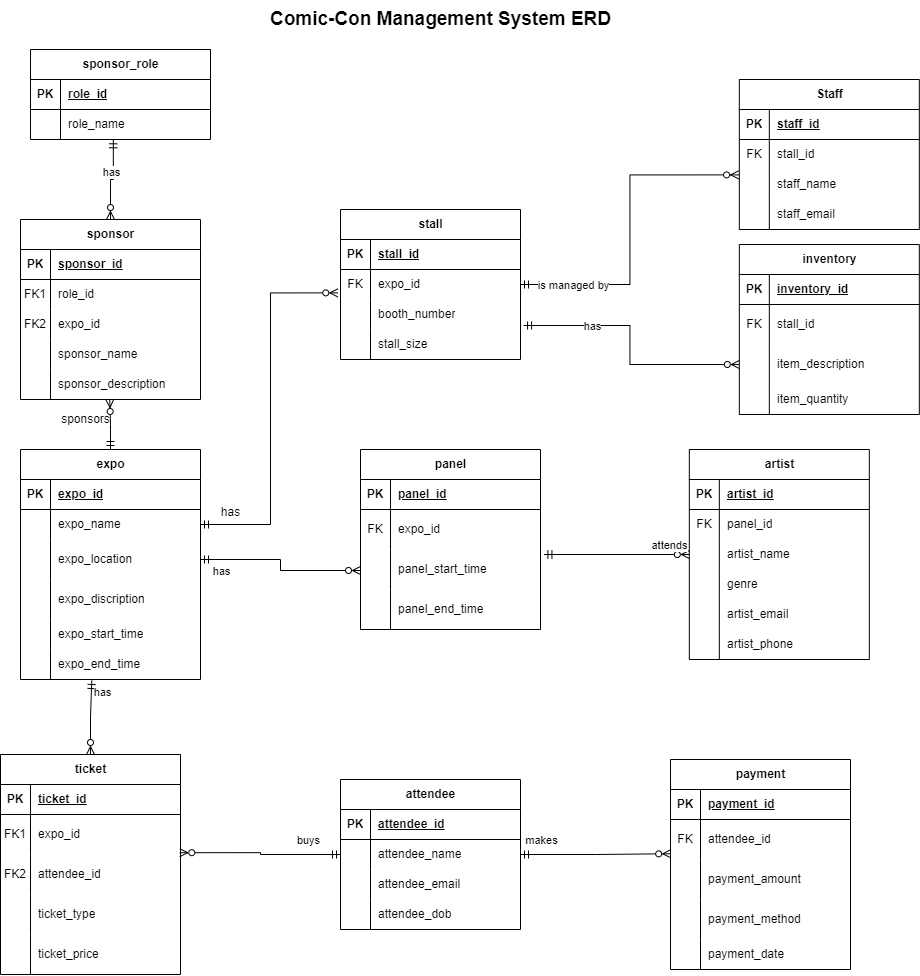 Comic-Con Management System ERD
sponsor_role
PK role_id
role_name
has
sponsor
PK sponsor_id
FK1 role_id
FK2 expo_id
sponsor_name
sponsor_description
sponsors
expo
PK expo_id
expo_name
expo_location
expo_discription
expo_start_time
expo_end_time
has
has
has
stall
PK stall_id
FK expo_id
booth_number
stall_size
is managed by
has
Staff
PK staff_id
FK stall_id
staff_name
staff_email
inventory
PK inventory_id
FK stall_id
item_description
item_quantity
panel
PK panel_id
FK expo_id
panel_start_time
panel_end_time
attends
artist
PK artist_id
FK panel_id
artist_name
genre
artist_email
artist_phone
ticket
PK ticket_id
FK1 expo_id
FK2 attendee_id
ticket_type
ticket_price
buys
attendee
PK attendee_id
attendee_name
attendee_email
attendee_dob
makes
payment
PK payment_id
FK attendee_id
payment_amount
payment_method
payment_date